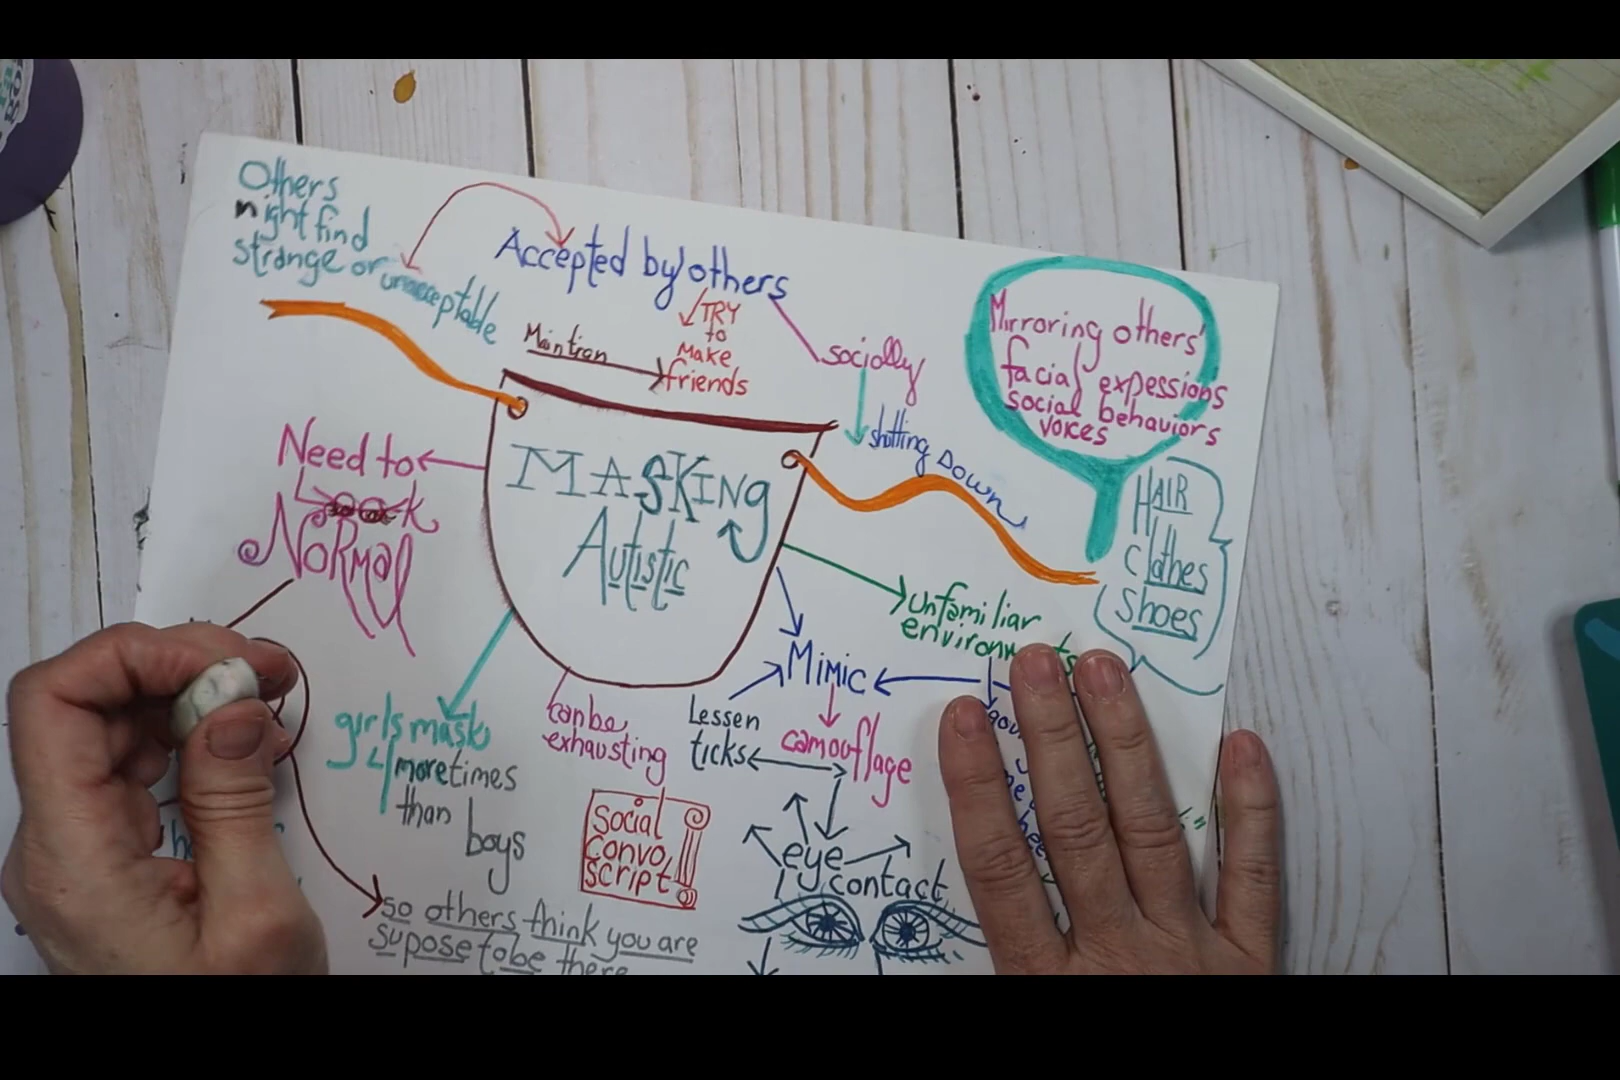 Others
might find
strange or unacceptable
Accepted by others
TRY
to
Make
friends
Maintian
socially
shutting Down
Mirroring others'
facial expessions
social behaviors
voices
HAIR
clothes
shoes
Need to
NORMAL
MASKING
Autistic
unfamiliar
Mimic
Lessen
ticks
camouflage
can be
exhausting
girls mask
more times
than
boys
Social
Convo
script
eye
contact
so others think you are
supose to be there